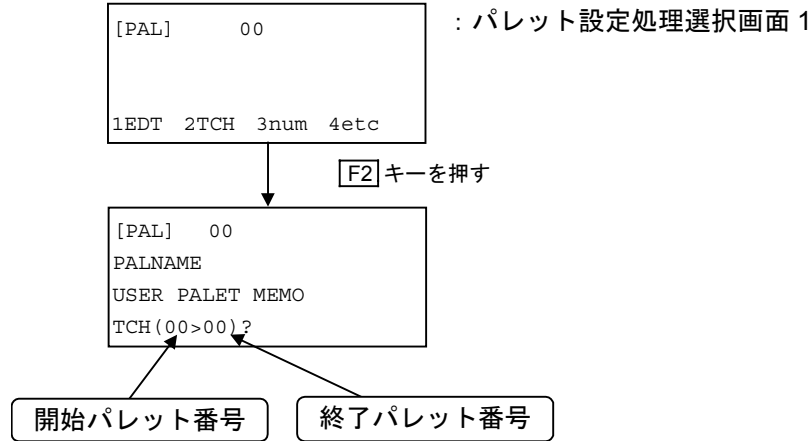 [PAL] 00
：パレット設定処理選択画面 1
1EDT 2TCH 3num 4etc
F2 キーを押す
[PAL] 00
PALNAME
USER PALET MEMO
TCH(00>00)?
開始パレット番号
終了パレット番号